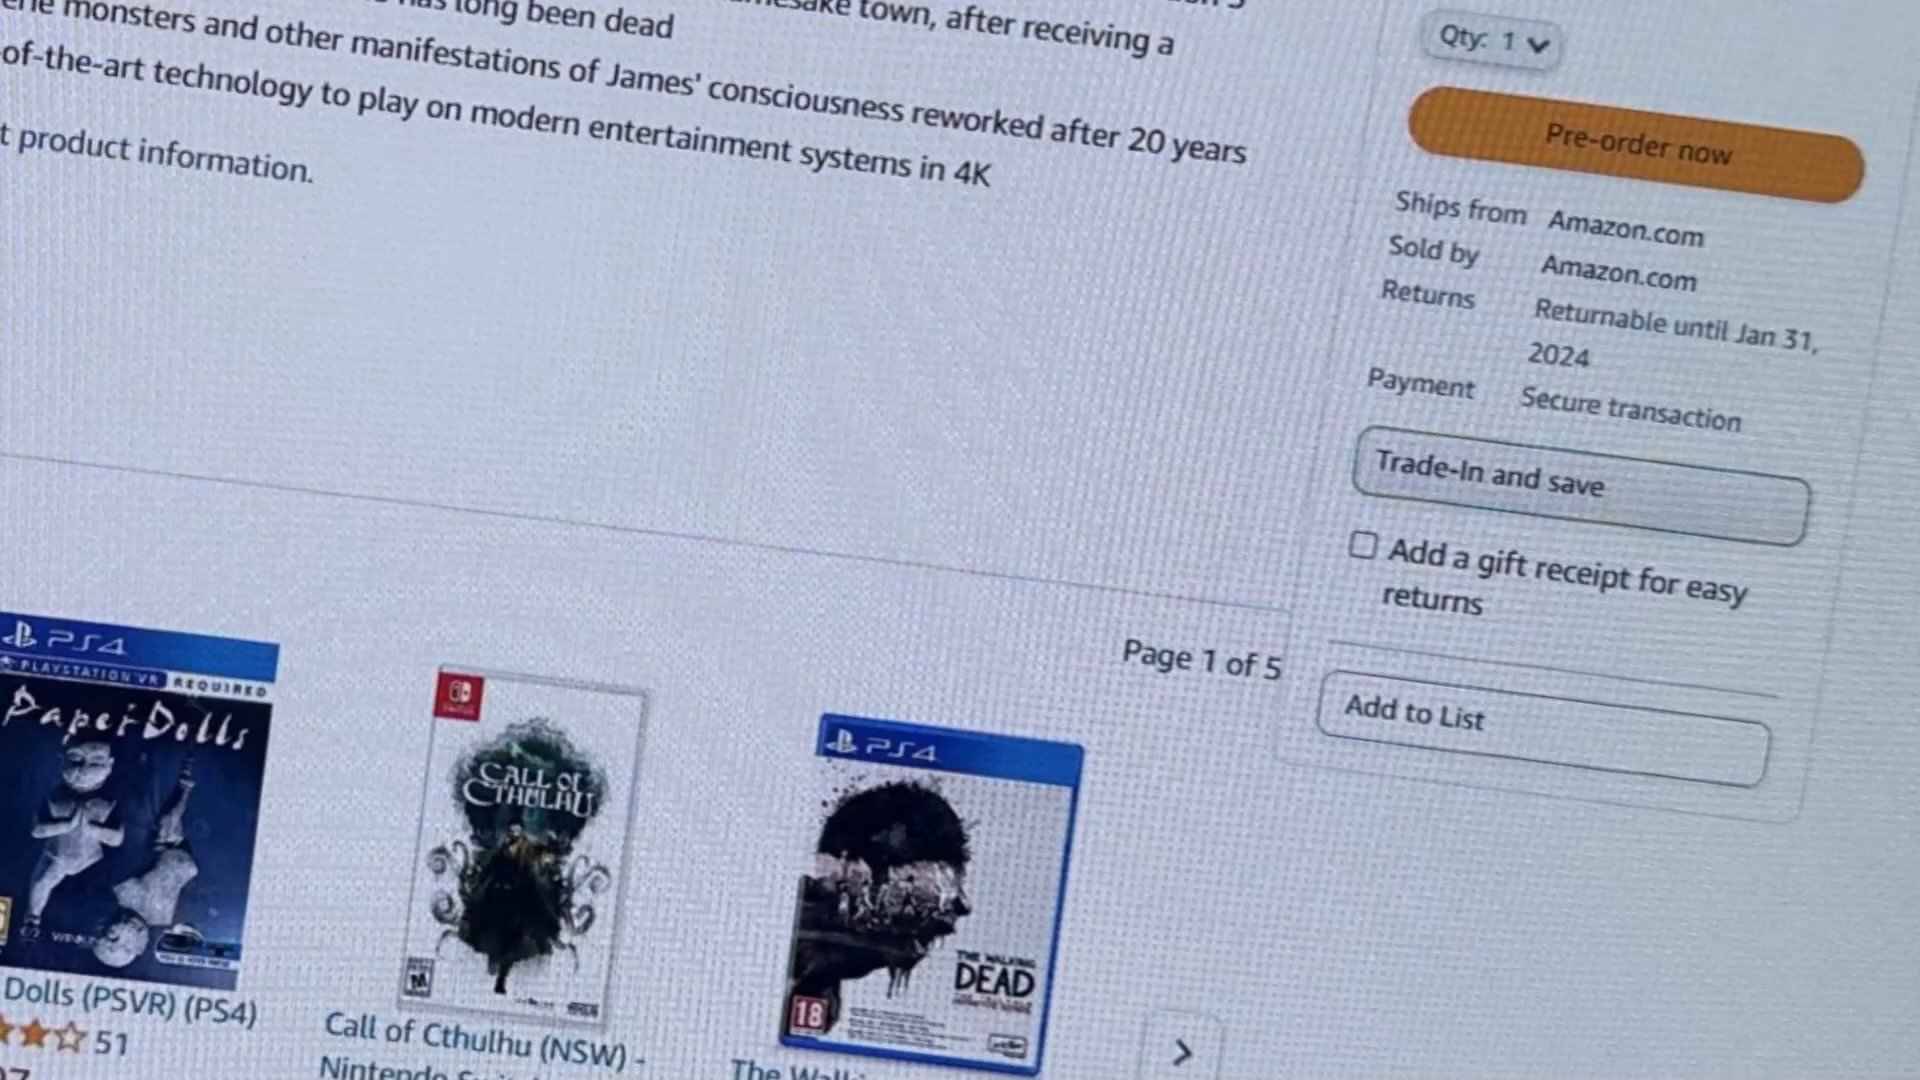 has long been dead
town, after receiving a
monsters and other manifestations of James' consciousness reworked after 20 years
of-the-art technology to play on modern entertainment systems in 4K
t product information.
Qty: 1
Pre-order now
Ships from Amazon.com
Sold by Amazon.com
Returns Returnable until Jan 31,
2024
Payment Secure transaction
Trade-In and save
Add a gift receipt for easy
returns
Add to List
Page 1 of 5
PS4
PLAYSTATION VR REQUIRED
PaperDolls
Dolls (PSVR) (PS4)
51
CALL OF
CTHULHU
M
Call of Cthulhu (NSW) -
Nintendo
PS4
THE WALKING
DEAD
18
The